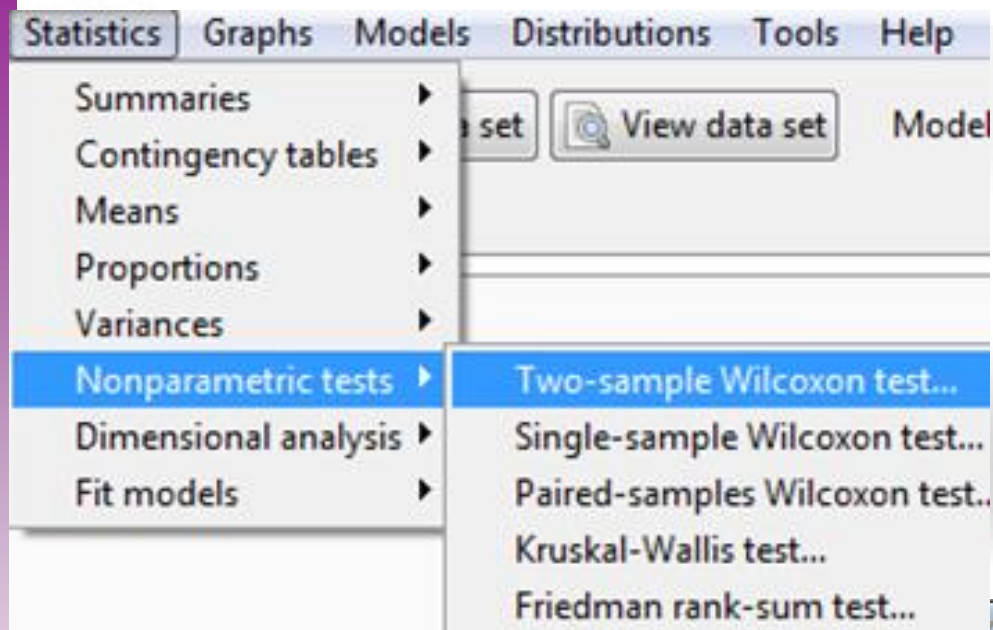 Statistics Graphs Models Distributions Tools Help
Summaries
set View data set Model
Contingency tables
Means
Proportions
Variances
Nonparametric tests
Two-sample Wilcoxon test...
Dimensional analysis
Single-sample Wilcoxon test...
Fit models
Paired-samples Wilcoxon test..
Kruskal-Wallis test...
Friedman rank-sum test...